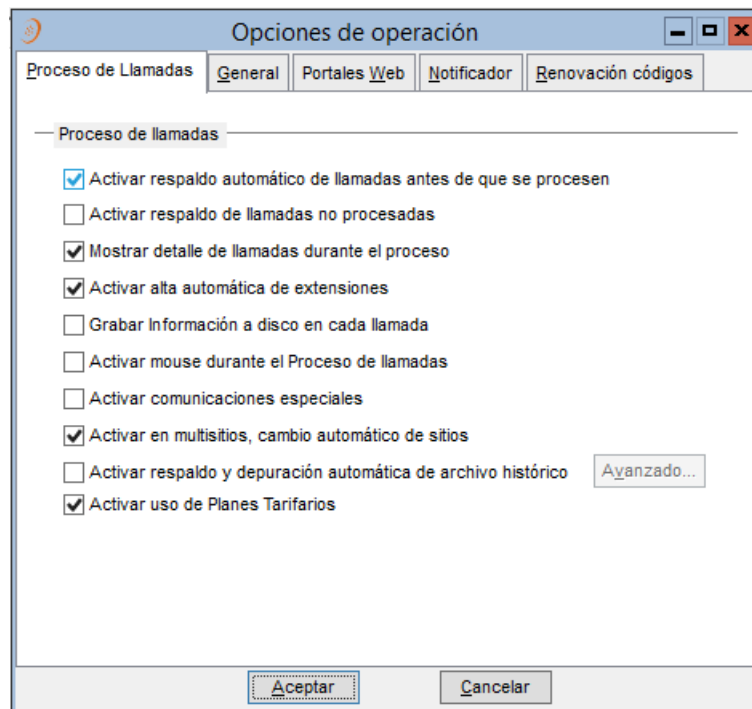 Opciones de operación
Proceso de Llamadas General Portales Web Notificador Renovación códigos
Proceso de llamadas
Activar respaldo automático de llamadas antes de que se procesen
Activar respaldo de llamadas no procesadas
Mostrar detalle de llamadas durante el proceso
Activar alta automática de extensiones
Grabar Información a disco en cada llamada
Activar mouse durante el Proceso de llamadas
Activar comunicaciones especiales
Activar en multisitios, cambio automático de sitios
Activar respaldo y depuración automática de archivo histórico Avanzado...
Activar uso de Planes Tarifarios
Aceptar Cancelar